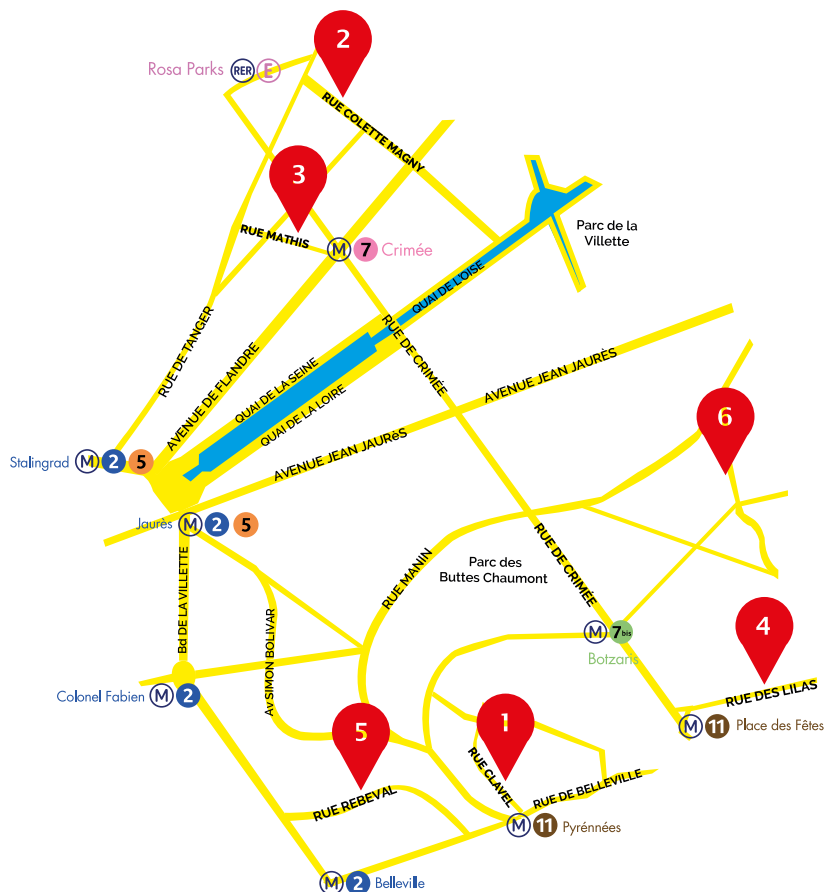 2
Rosa Parks RER E
RUE COLETTE MAGNY
3
RUE MATHIS
M 7 Crimée
Parc de la
Villette
QUAI DE L'OISE
RUE DE TANGER
AVENUE DE FLANDRE
QUAI DE LA SEINE
QUAI DE LA LOIRE
RUE DE CRIMÉE
AVENUE JEAN JAURÈS
AVENUE JEAN JAURèS
6
Stalingrad M 2 5
Jaurès M 2 5
Bd DE LA VILLETTE
RUE MANIN
Parc des
Buttes Chaumont
RUE DE CRIMÉE
M 7bis
Botzaris
4
RUE DES LILAS
Av SIMON BOLIVAR
Colonel Fabien M 2
M 11 Place des Fêtes
5
1
RUE REBEVAL
RUE CLAVEL
RUE DE BELLEVILLE
M 11 Pyrénnées
M 2 Belleville